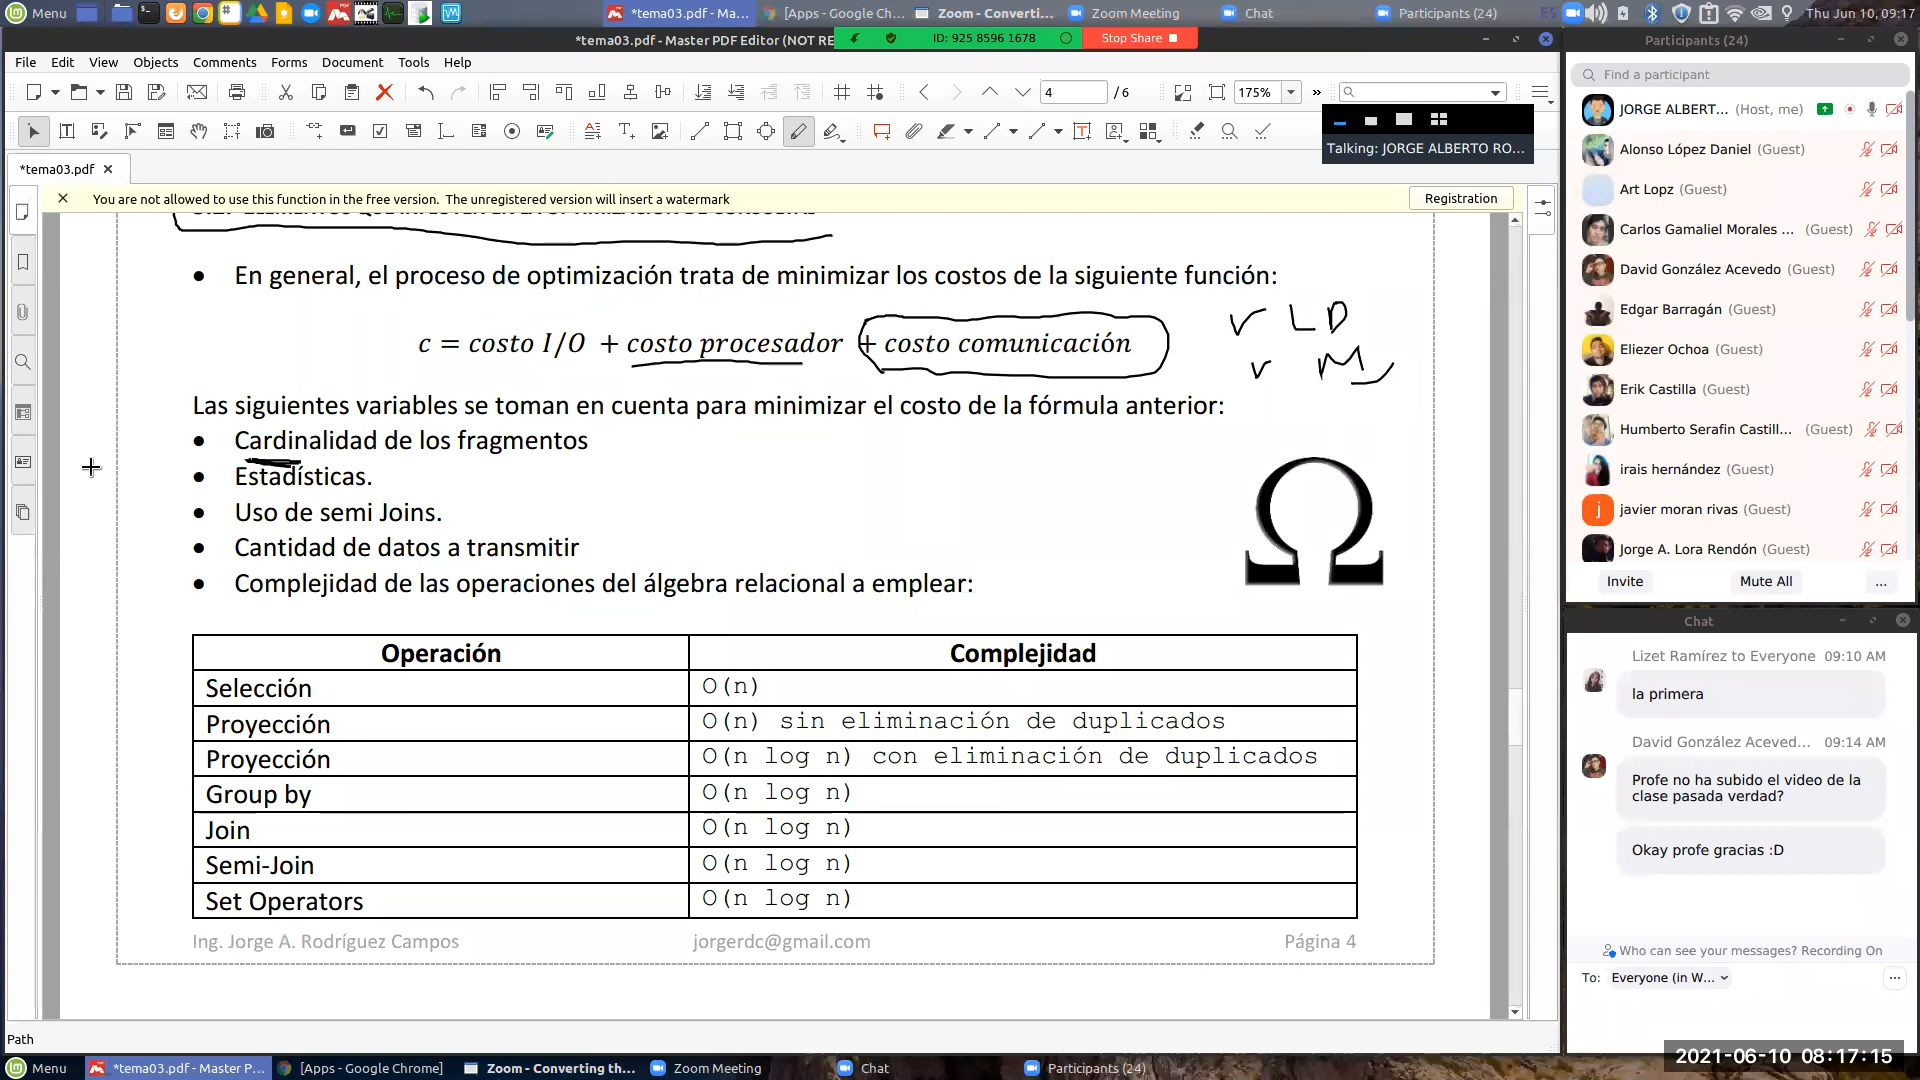 Menu
*tema03.pdf - Ma...
[Apps - Google Ch...
Zoom - Converti...
Zoom Meeting
Chat
Participants (24)
ES
Thu Jun 10, 09:17
*tema03.pdf - Master PDF Editor (NOT RE
ID: 925 8596 1678
Stop Share
File Edit View Objects Comments Forms Document Tools Help
4 / 6
175%
Talking: JORGE ALBERTO RO...
*tema03.pdf
You are not allowed to use this function in the free version. The unregistered version will insert a watermark
Registration
• En general, el proceso de optimización trata de minimizar los costos de la siguiente función:
c = costo I/O + costo procesador + costo comunicación
r LD
r M
Las siguientes variables se toman en cuenta para minimizar el costo de la fórmula anterior:
• Cardinalidad de los fragmentos
• Estadísticas.
• Uso de semi Joins.
• Cantidad de datos a transmitir
• Complejidad de las operaciones del álgebra relacional a emplear:
Ω
Operación Complejidad
Selección O(n)
Proyección O(n) sin eliminación de duplicados
Proyección O(n log n) con eliminación de duplicados
Group by O(n log n)
Join O(n log n)
Semi-Join O(n log n)
Set Operators O(n log n)
Ing. Jorge A. Rodríguez Campos jorgerdc@gmail.com Página 4
Path
Participants (24)
Find a participant
JORGE ALBERT... (Host, me)
Alonso López Daniel (Guest)
Art Lopz (Guest)
Carlos Gamaliel Morales ... (Guest)
David González Acevedo (Guest)
Edgar Barragán (Guest)
Eliezer Ochoa (Guest)
Erik Castilla (Guest)
Humberto Serafin Castill... (Guest)
irais hernández (Guest)
j javier moran rivas (Guest)
Jorge A. Lora Rendón (Guest)
Invite Mute All ...
Chat
Lizet Ramírez to Everyone 09:10 AM
la primera
David González Aceved... 09:14 AM
Profe no ha subido el video de la
clase pasada verdad?
Okay profe gracias :D
Who can see your messages? Recording On
To: Everyone (in W...
2021-06-10 08:17:15
Menu
*tema03.pdf - Master P...
[Apps - Google Chrome]
Zoom - Converting th...
Zoom Meeting
Chat
Participants (24)